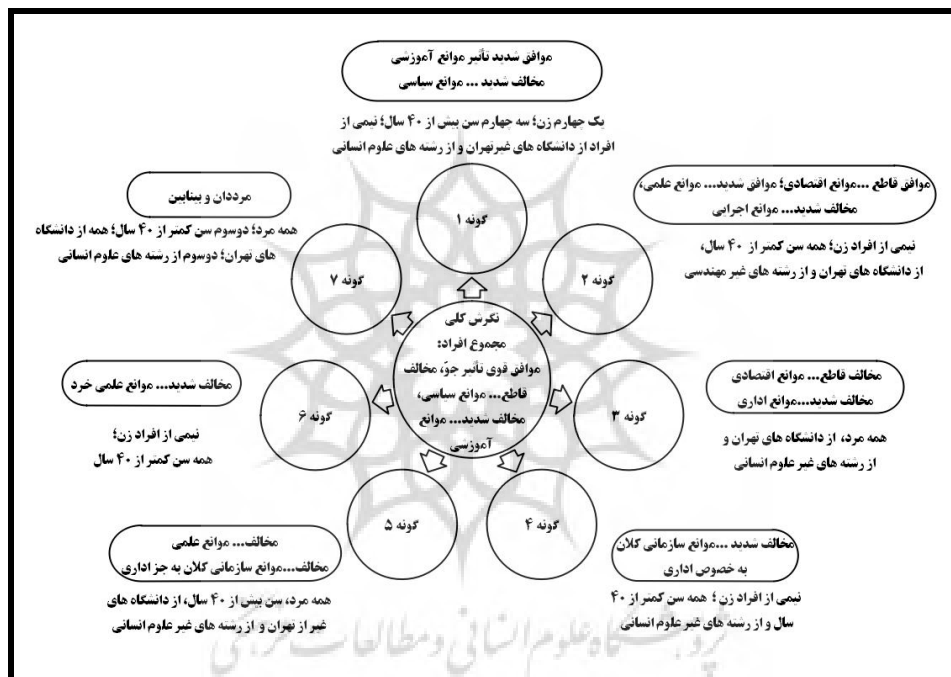 موافق شدید تأثیر موانع آموزشی
مخالف شدید ... موانع سیاسی
یک چهارم زن؛ سه چهارم سن بیش از ۴۰ سال؛ نیمی از
افراد از دانشگاه های غیرتهران و از رشته های علوم انسانی
گونه ۱
موافق قاطع ...موانع اقتصادی؛ موافق شدید... موانع علمی،
مخالف شدید... موانع اجرایی
نیمی از افراد زن؛ همه سن کمتر از ۴۰ سال،
از دانشگاه های تهران و از رشته های غیر مهندسی
گونه ۲
مخالف قاطع... موانع اقتصادی
مخالف شدید...موانع اداری
همه مرد، از دانشگاه های تهران و
از رشته های غیر علوم انسانی
گونه ۳
مخالف شدید ...موانع سازمانی کلان
به خصوص اداری
نیمی از افراد زن ؛ همه سن کمتر از ۴۰
سال و از رشته های غیر علوم انسانی
گونه ۴
مخالف... موانع علمی
مخالف...موانع سازمانی کلان به جز اداری
همه مرد، سن بیش از ۴۰ سال، از دانشگاه های
غیر از تهران و از رشته های غیر علوم انسانی
گونه ۵
مخالف شدید... موانع علمی خرد
نیمی از افراد زن؛
همه سن کمتر از ۴۰ سال
گونه ۶
مرددان و بینابین
همه مرد؛ دوسوم سن کمتر از ۴۰ سال؛ همه از دانشگاه
های تهران؛ دوسوم از رشته های علوم انسانی
گونه ۷
نگرش کلی
مجموع افراد:
موافق قوی تأثیر جوّ، مخالف
قاطع... موانع سیاسی،
مخالف شدید... موانع
آموزشی
پژوهشگاه علوم انسانی و مطالعات فرهنگی